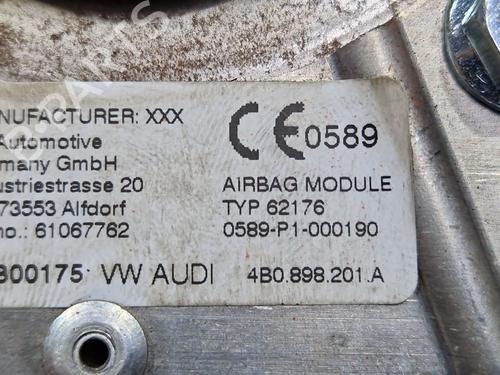 NUFACTURER: XXX
Automotive
many GmbH
ustriestrasse 20
73553 Alfdorf
no.: 61067762
800175 VW AUDI
CE 0589
AIRBAG MODULE
TYP 62176
0589-P1-000190
4B0.898.201.A